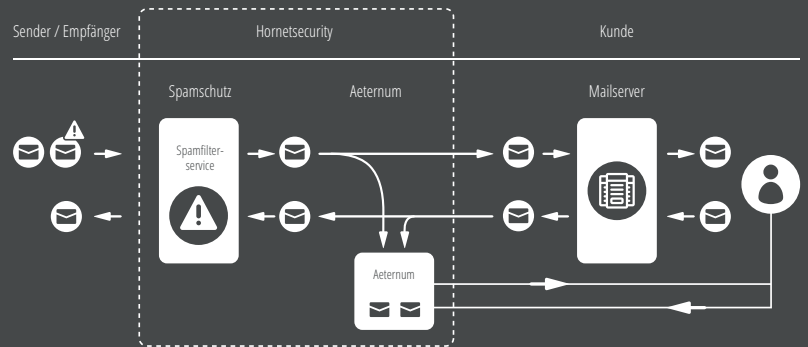 Sender / Empfänger
Hornetsecurity
Kunde
Spamschutz
Aeternum
Mailserver
Spamfilter-
service
Aeternum